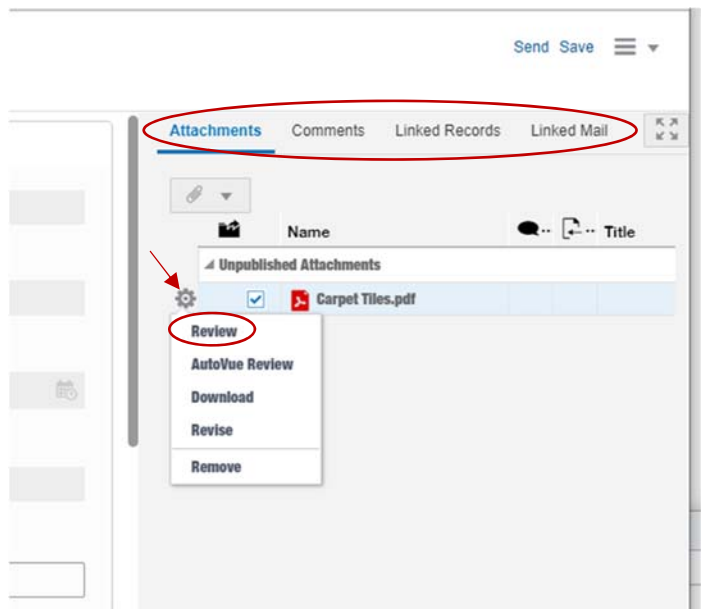 Send Save
Attachments Comments Linked Records Linked Mail
Name .. .. Title
Unpublished Attachments
Carpet Tiles.pdf
Review
AutoVue Review
Download
Revise
Remove